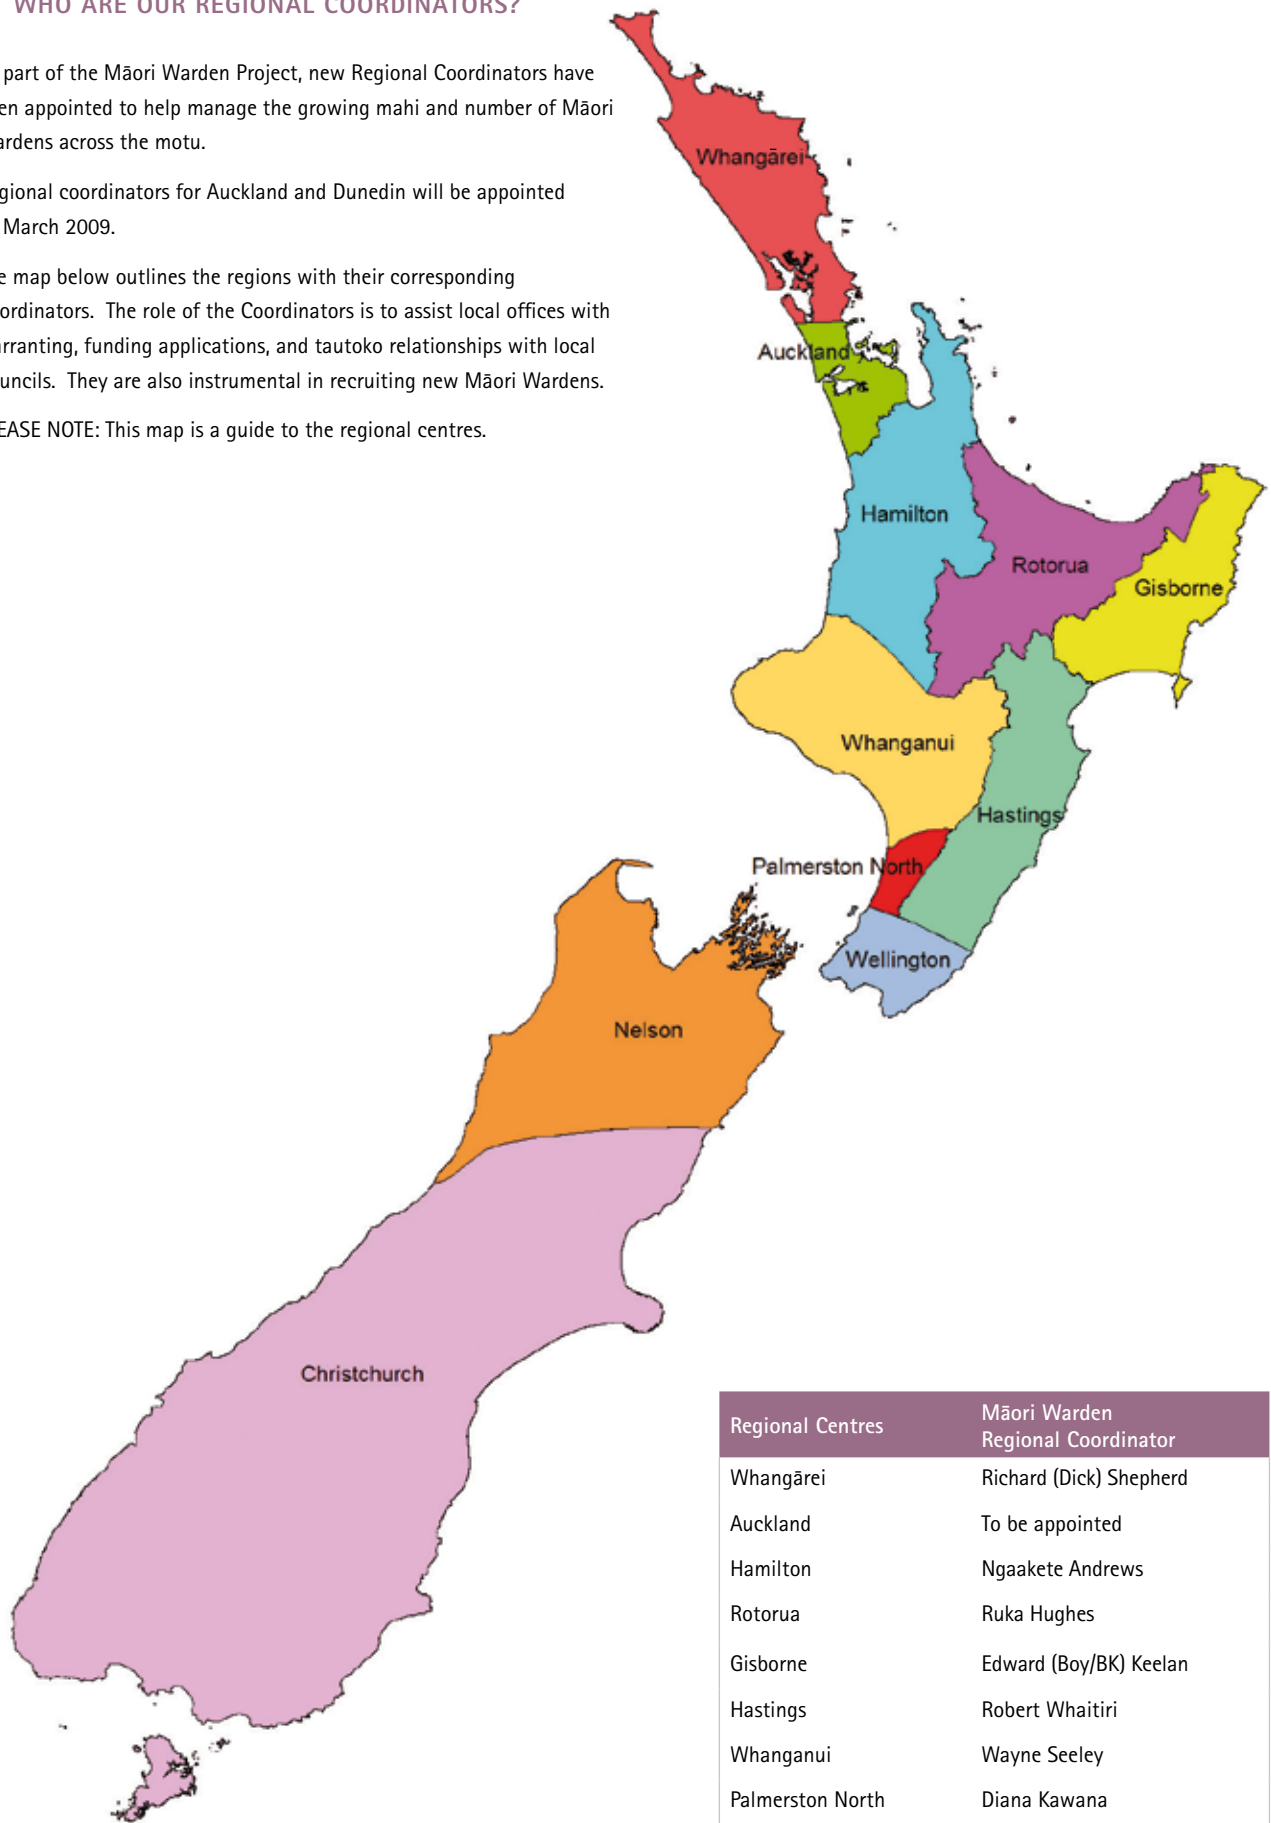 WHO ARE OUR REGIONAL COORDINATORS?
part of the Māori Warden Project, new Regional Coordinators have
en appointed to help manage the growing mahi and number of Māori
ardens across the motu.
gional coordinators for Auckland and Dunedin will be appointed
March 2009.
e map below outlines the regions with their corresponding
ordinators. The role of the Coordinators is to assist local offices with
arranting, funding applications, and tautoko relationships with local
uncils. They are also instrumental in recruiting new Māori Wardens.
EASE NOTE: This map is a guide to the regional centres.
Whangārei
Auckland
Hamilton
Rotorua
Gisborne
Whanganui
Hastings
Palmerston North
Wellington
Nelson
Christchurch
Regional Centres Māori Warden
Regional Coordinator
Whangārei Richard (Dick) Shepherd
Auckland To be appointed
Hamilton Ngaakete Andrews
Rotorua Ruka Hughes
Gisborne Edward (Boy/BK) Keelan
Hastings Robert Whaitiri
Whanganui Wayne Seeley
Palmerston North Diana Kawana